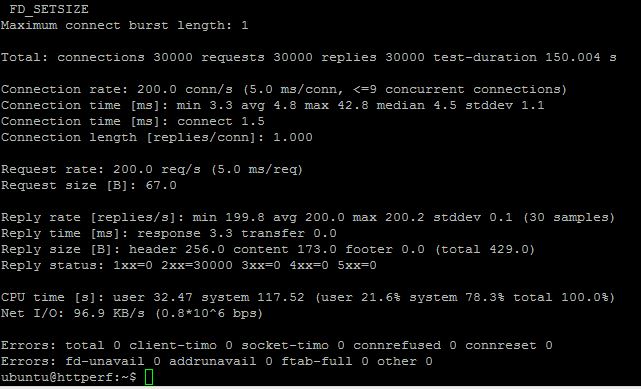 FD_SETSIZE
Maximum connect burst length: 1
Total: connections 30000 requests 30000 replies 30000 test-duration 150.004 s
Connection rate: 200.0 conn/s (5.0 ms/conn, <=9 concurrent connections)
Connection time [ms]: min 3.3 avg 4.8 max 42.8 median 4.5 stddev 1.1
Connection time [ms]: connect 1.5
Connection length [replies/conn]: 1.000
Request rate: 200.0 req/s (5.0 ms/req)
Request size [B]: 67.0
Reply rate [replies/s]: min 199.8 avg 200.0 max 200.2 stddev 0.1 (30 samples)
Reply time [ms]: response 3.3 transfer 0.0
Reply size [B]: header 256.0 content 173.0 footer 0.0 (total 429.0)
Reply status: 1xx=0 2xx=30000 3xx=0 4xx=0 5xx=0
CPU time [s]: user 32.47 system 117.52 (user 21.6% system 78.3% total 100.0%)
Net I/O: 96.9 KB/s (0.8*10^6 bps)
Errors: total 0 client-timo 0 socket-timo 0 connrefused 0 connreset 0
Errors: fd-unavail 0 addrunavail 0 ftab-full 0 other 0
ubuntu@httperf:~$